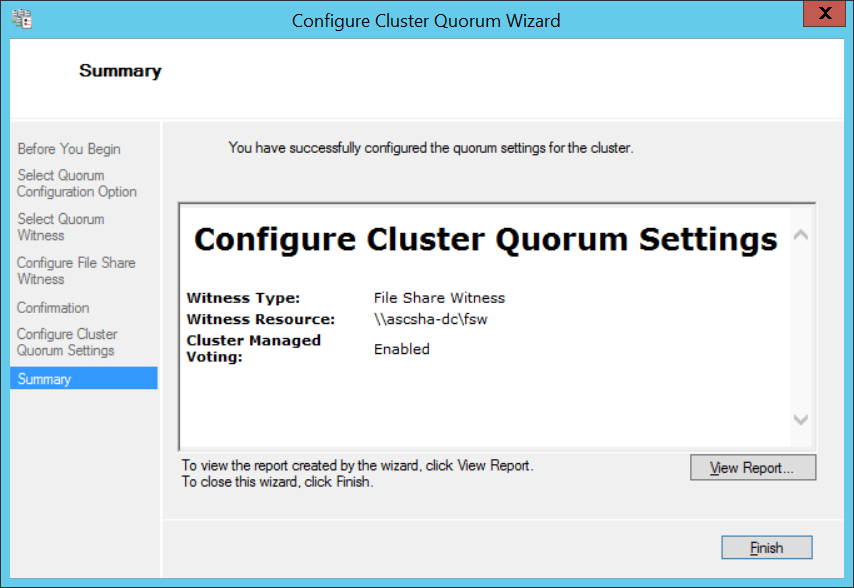 Configure Cluster Quorum Wizard
X
Summary
Before You Begin
Select Quorum
Configuration Option
Select Quorum
Witness
Configure File Share
Witness
Confirmation
Configure Cluster
Quorum Settings
Summary
You have successfully configured the quorum settings for the cluster.
Configure Cluster Quorum Settings
Witness Type: File Share Witness
Witness Resource: \\ascsha-dc\fsw
Cluster Managed
Voting: Enabled
To view the report created by the wizard, click View Report.
To close this wizard, click Finish.
View Report...
Finish